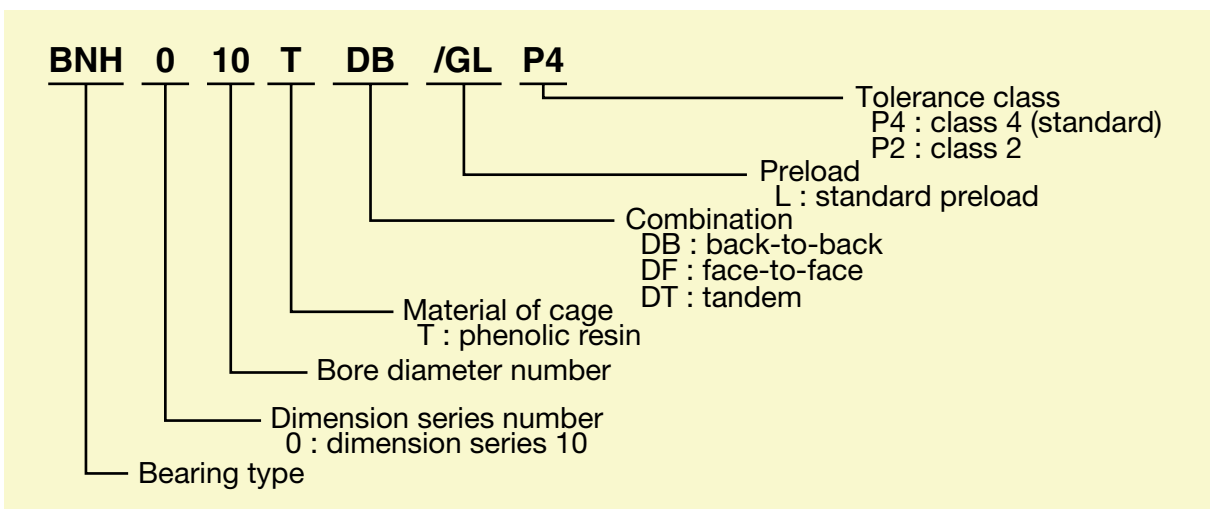 BNH 0 10 T DB /GL P4
Tolerance class
P4 : class 4 (standard)
P2 : class 2
Preload
L : standard preload
Combination
DB : back-to-back
DF : face-to-face
DT : tandem
Material of cage
T : phenolic resin
Bore diameter number
Dimension series number
0 : dimension series 10
Bearing type